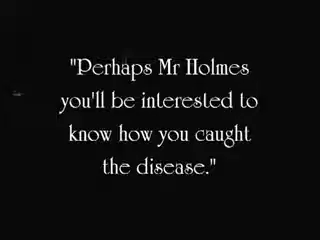 "Perhaps Mr Holmes
you'll be interested to
know how you caught
the disease."